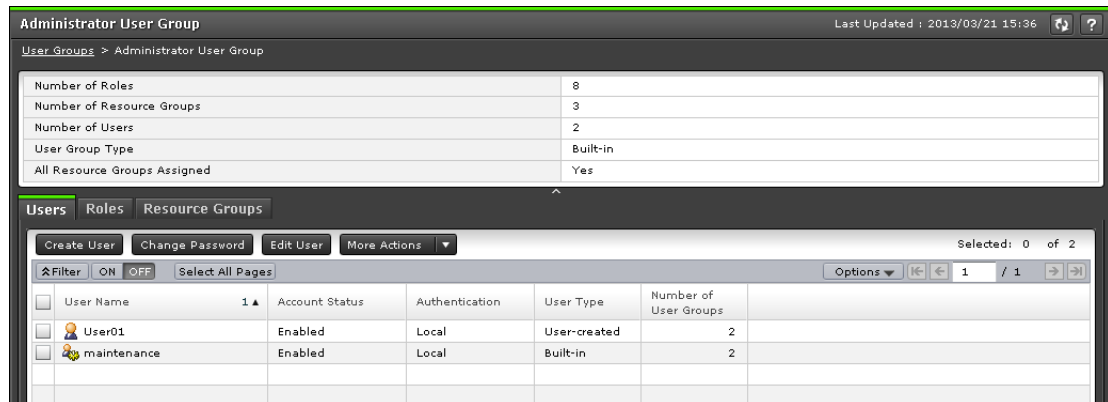 Administrator User Group Last Updated : 2013/03/21 15:36 ?
User Groups > Administrator User Group
Number of Roles 8
Number of Resource Groups 3
Number of Users 2
User Group Type Built-in
All Resource Groups Assigned Yes
Users Roles Resource Groups
Create User Change Password Edit User More Actions Selected: 0 of 2
Filter ON OFF Select All Pages Options 1 / 1
User Name 1 Account Status Authentication User Type Number of
User Groups
User01 Enabled Local User-created 2
maintenance Enabled Local Built-in 2